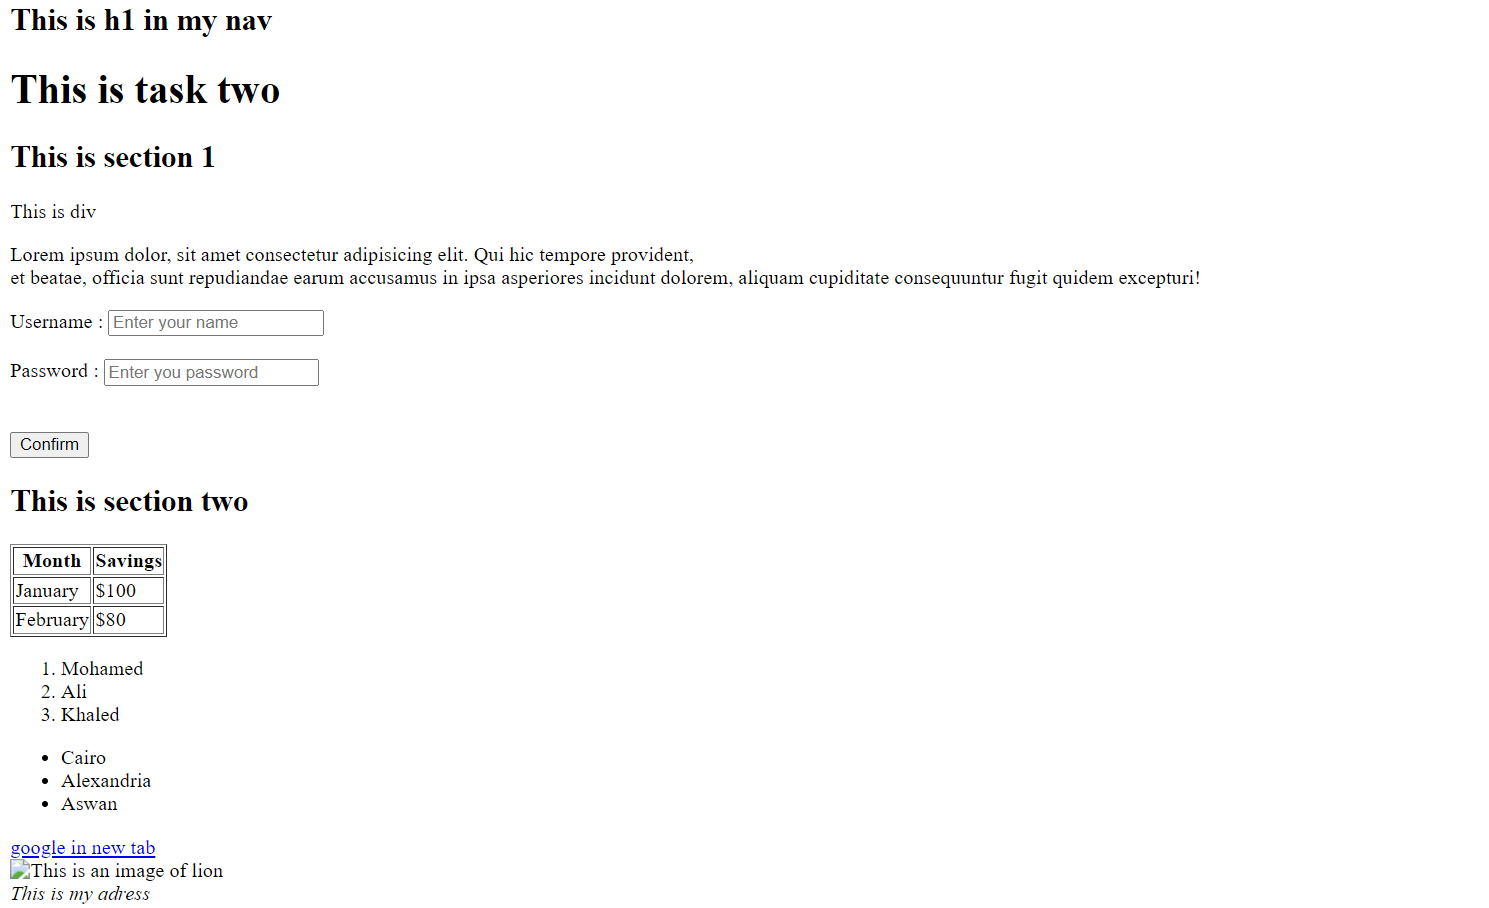 This is h1 in my nav
This is task two
This is section 1
This is div
Lorem ipsum dolor, sit amet consectetur adipisicing elit. Qui hic tempore provident,
et beatae, officia sunt repudiandae earum accusamus in ipsa asperiores incidunt dolorem, aliquam cupiditate consequuntur fugit quidem excepturi!
Username : Enter your name
Password : Enter you password
Confirm
This is section two
Month Savings
January $100
February $80
1. Mohamed
2. Ali
3. Khaled
• Cairo
• Alexandria
• Aswan
google in new tab
This is an image of lion
This is my adress